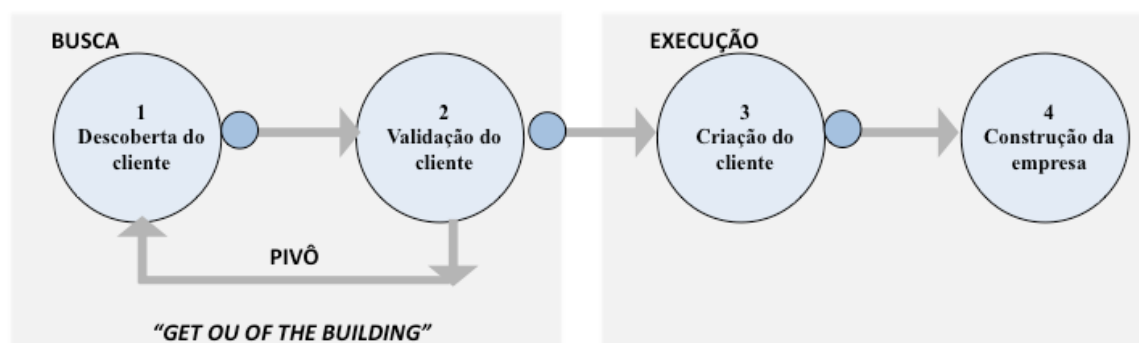 BUSCA
1
Descoberta do
cliente
2
Validação do
cliente
PIVÔ
“GET OU OF THE BUILDING”
EXECUÇÃO
3
Criação do
cliente
4
Construção da
empresa